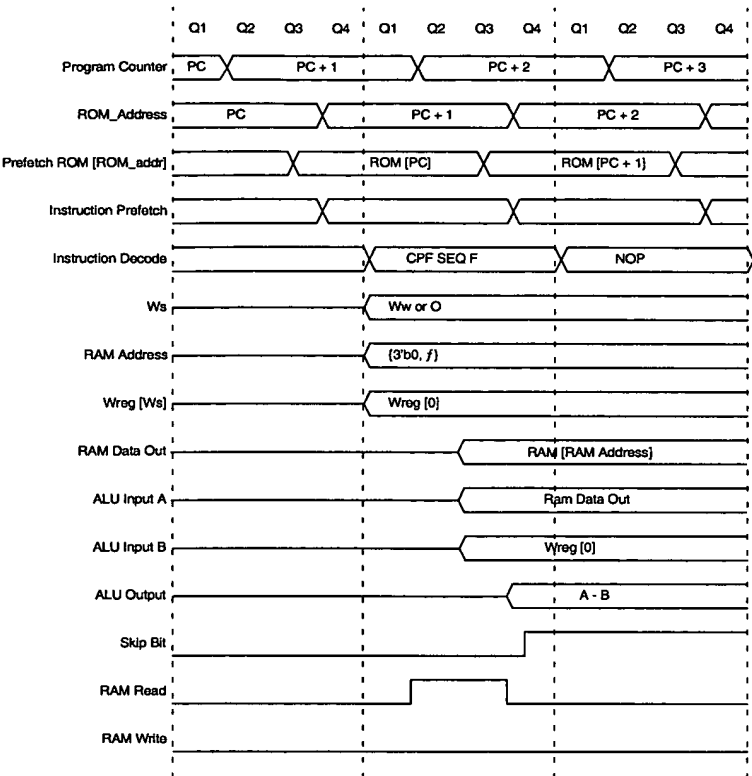 Q1 Q2 Q3 Q4 Q1 Q2 Q3 Q4 Q1 Q2 Q3 Q4
Program Counter PC PC + 1 PC + 2 PC + 3
ROM_Address PC PC + 1 PC + 2
Prefetch ROM [ROM_addr] ROM [PC] ROM [PC + 1}
Instruction Prefetch
Instruction Decode CPF SEQ F NOP
Ws Ww or O
RAM Address {3'b0, f}
Wreg [Ws] Wreg [0}
RAM Data Out RAM [RAM Address}
ALU Input A Ram Data Out
ALU Input B Wreg [0]
ALU Output A - B
Skip Bit
RAM Read
RAM Write